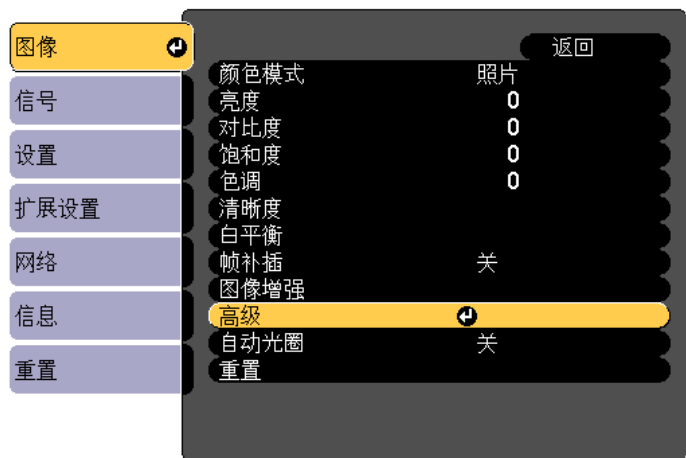 图像
信号
设置
扩展设置
网络
信息
重置
返回
颜色模式 照片
亮度 0
对比度 0
饱和度 0
色调 0
清晰度
白平衡
帧补插 关
图像增强
高级
自动光圈 关
重置